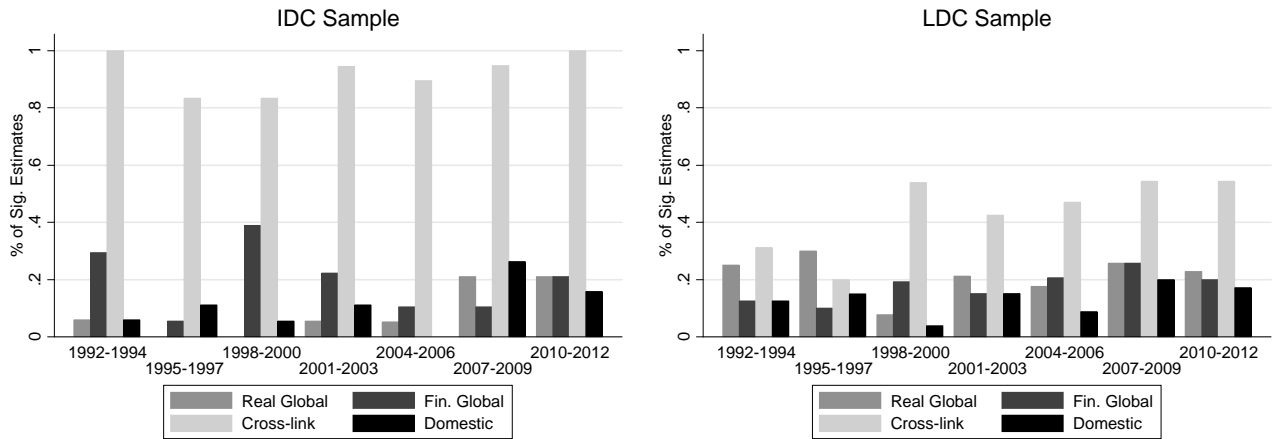 IDC Sample
% of Sig. Estimates
0 .2 .4 .6 .8 1
1992-1994 1998-2000 2004-2006 2010-2012
1995-1997 2001-2003 2007-2009
Real Global Fin. Global
Cross-link Domestic
LDC Sample
% of Sig. Estimates
0 .2 .4 .6 .8 1
1992-1994 1998-2000 2004-2006 2010-2012
1995-1997 2001-2003 2007-2009
Real Global Fin. Global
Cross-link Domestic